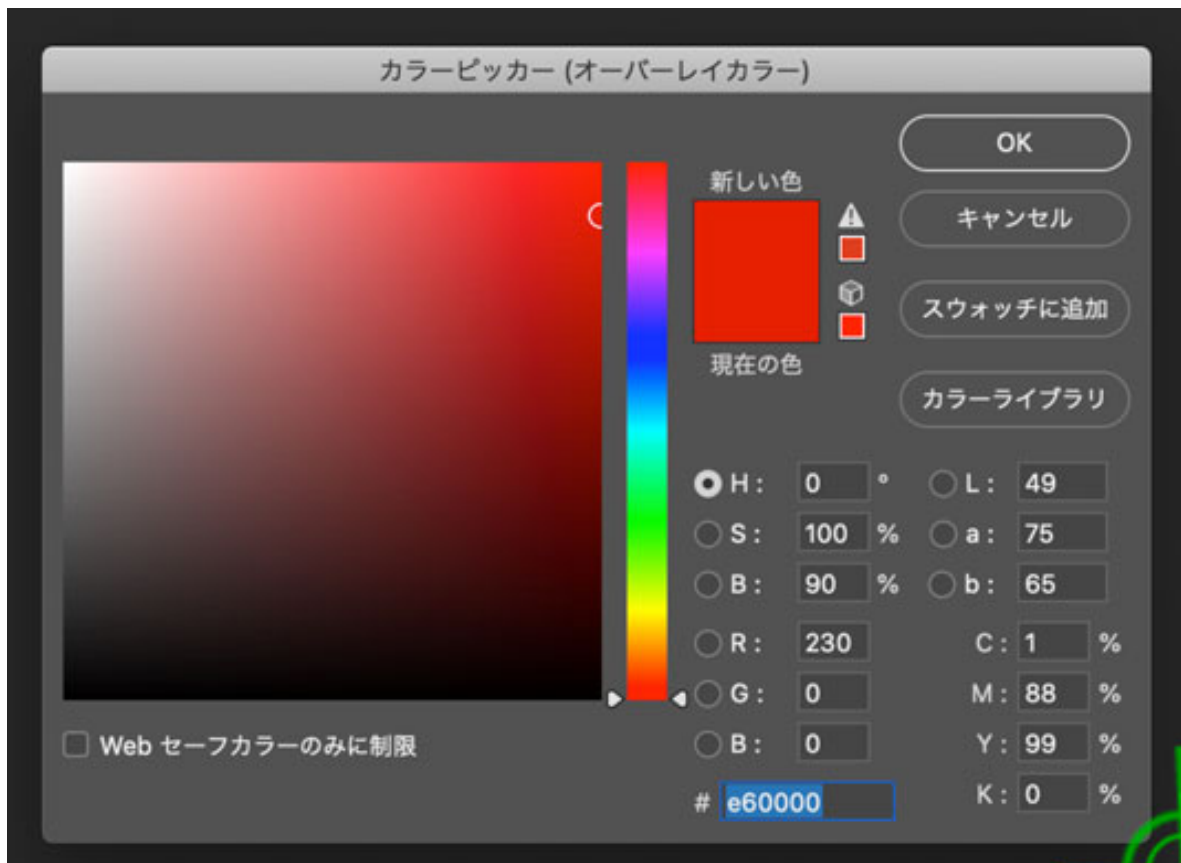 カラーピッカー (オーバーレイカラー)
OK
新しい色
キャンセル
スウォッチに追加
現在の色
カラーライブラリ
H : 0 ° L : 49
S : 100 % a : 75
B : 90 % b : 65
R : 230 C : 1 %
G : 0 M : 88 %
B : 0 Y : 99 %
# e60000 K : 0 %
Web セーフカラーのみに制限